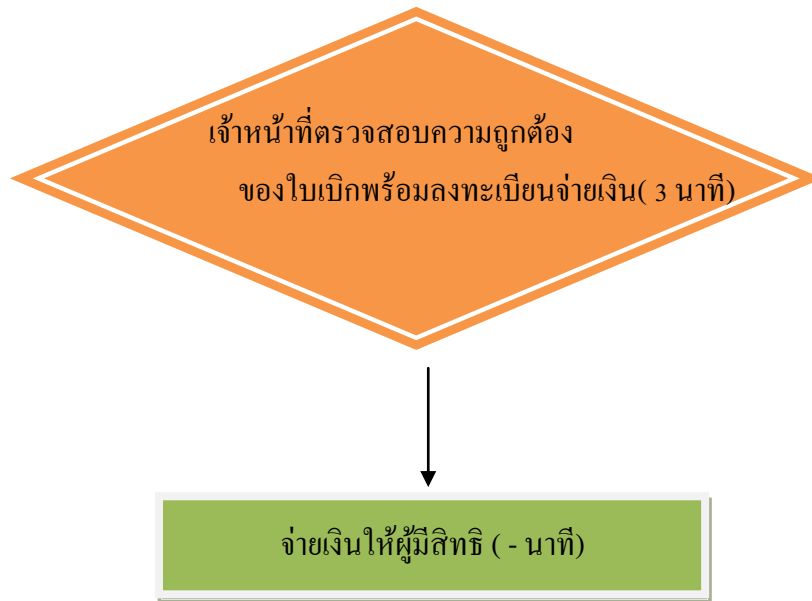 เจ้าหน้าที่ตรวจสอบความถูกต้อง
ของใบเบิกพร้อมลงทะเบียนจ่ายเงิน( 3 นาที)
จ่ายเงินให้ผู้มีสิทธิ ( - นาที)